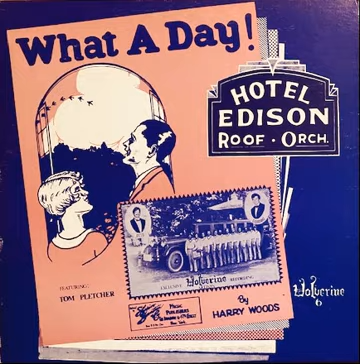 What A Day!
HOTEL
EDISON
ROOF · ORCH.
FEATURING:
TOM PLETCHER
Wolverine
By
HARRY WOODS
Wolverine